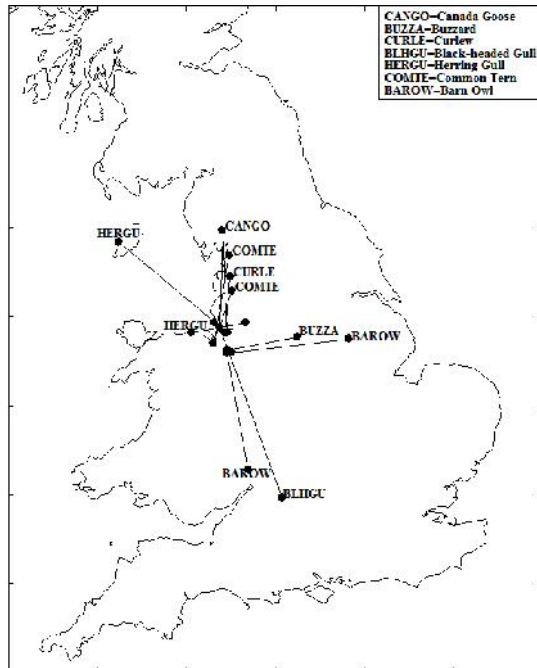 CANGO–Canada Goose
BUZZA–Buzzard
CURLE–Curlew
BLHGU–Black-headed Gull
HERGU–Herring Gull
COMTE–Common Tern
BAROW–Barn Owl
CANGO
HERGU
COMTE
CURLE
COMTE
HERGU
BUZZA
BAROW
BAROW
BLHGU